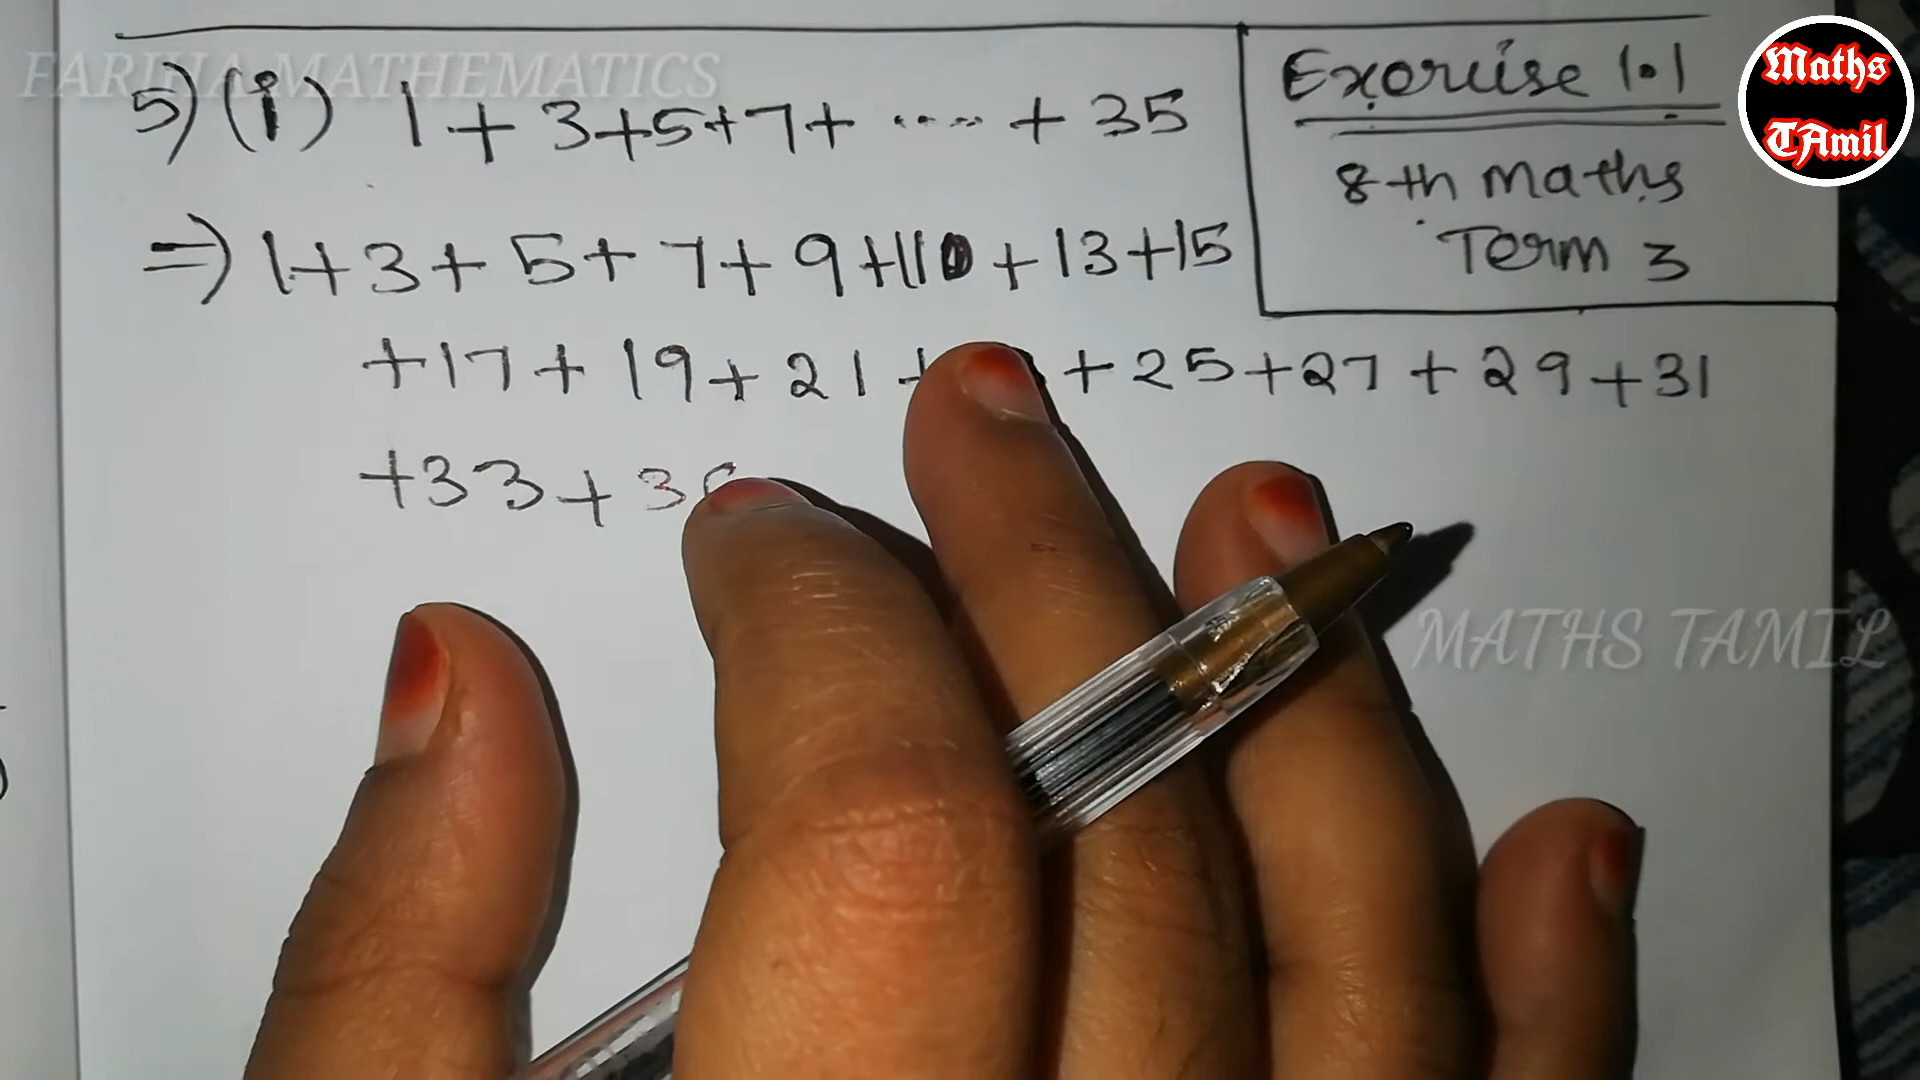 FARIHA MATHEMATICS
5) (i) 1 + 3 + 5 + 7 + ..... + 35
Exercise 1.1
8th maths
Term 3
Maths
TAmil
=> 1 + 3 + 5 + 7 + 9 + 11 + 13 + 15
+ 17 + 19 + 21 + + 25 + 27 + 29 + 31
+ 33 + 3
MATHS TAMIL